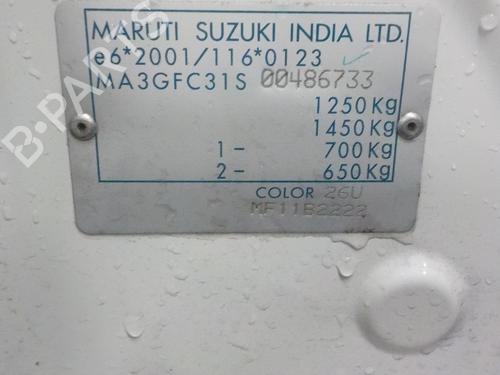 MARUTI SUZUKI INDIA LTD.
e6*2001/116*0123
MA3GFC31S 00486733
1250Kg
1450Kg
1- 700Kg
2- 650Kg
COLOR 26U
MF11B2222
B-PARTS